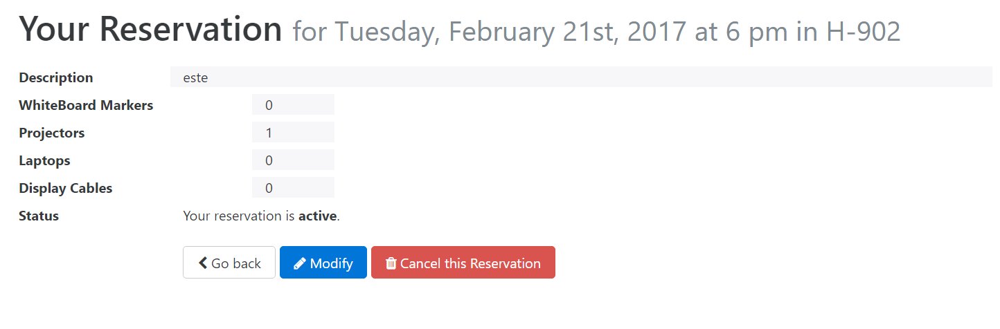 Your Reservation for Tuesday, February 21st, 2017 at 6 pm in H-902
Description este
WhiteBoard Markers 0
Projectors 1
Laptops 0
Display Cables 0
Status Your reservation is active.
Go back Modify Cancel this Reservation